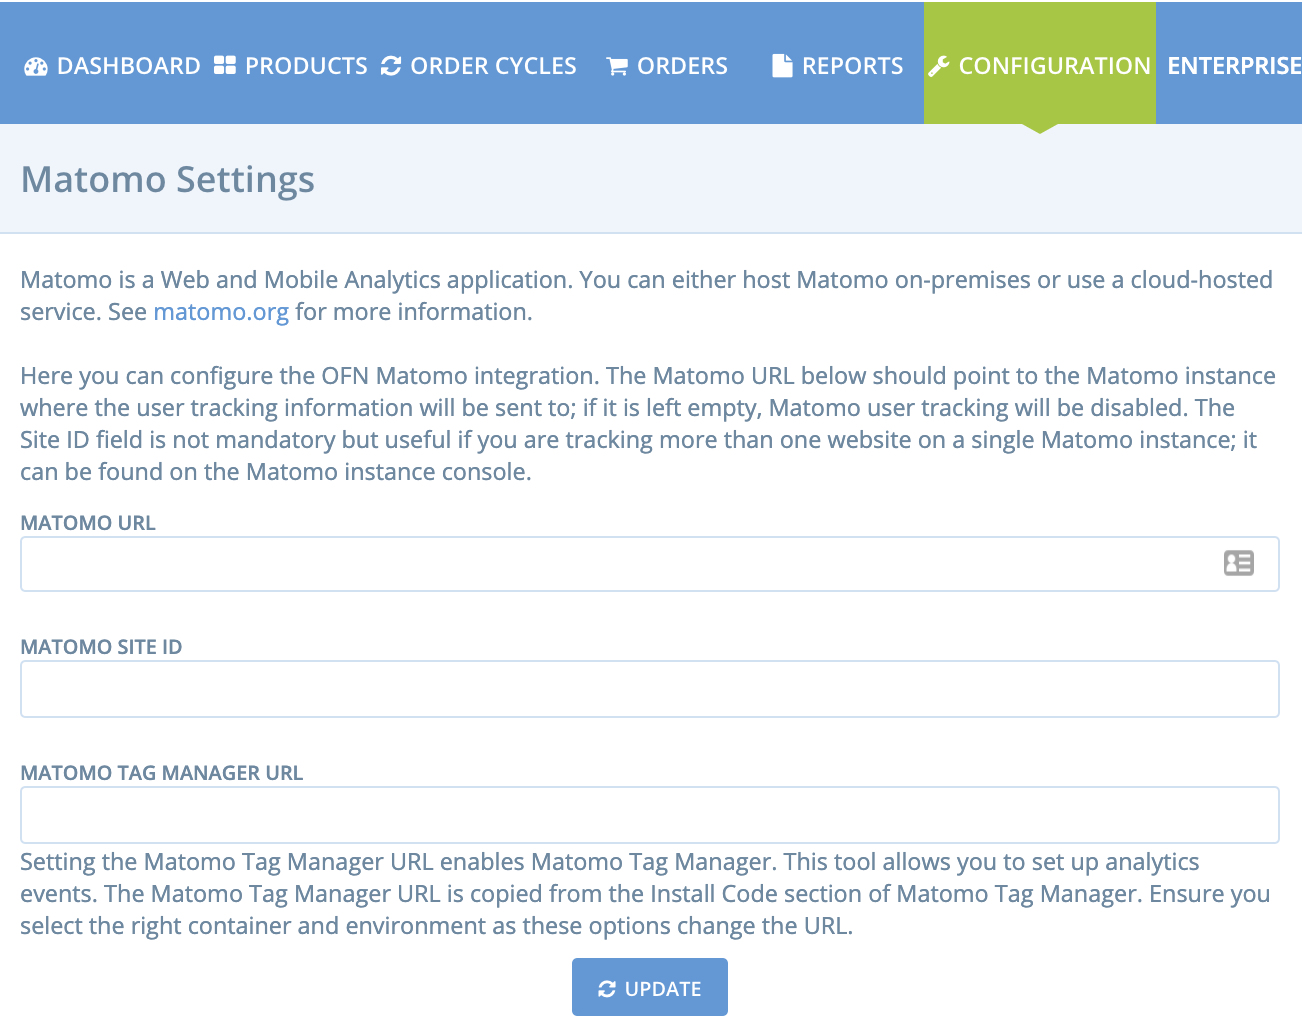 DASHBOARD PRODUCTS ORDER CYCLES ORDERS REPORTS CONFIGURATION ENTERPRISE
Matomo Settings
Matomo is a Web and Mobile Analytics application. You can either host Matomo on-premises or use a cloud-hosted
service. See matomo.org for more information.
Here you can configure the OFN Matomo integration. The Matomo URL below should point to the Matomo instance
where the user tracking information will be sent to; if it is left empty, Matomo user tracking will be disabled. The
Site ID field is not mandatory but useful if you are tracking more than one website on a single Matomo instance; it
can be found on the Matomo instance console.
MATOMO URL
MATOMO SITE ID
MATOMO TAG MANAGER URL
Setting the Matomo Tag Manager URL enables Matomo Tag Manager. This tool allows you to set up analytics
events. The Matomo Tag Manager URL is copied from the Install Code section of Matomo Tag Manager. Ensure you
select the right container and environment as these options change the URL.
UPDATE